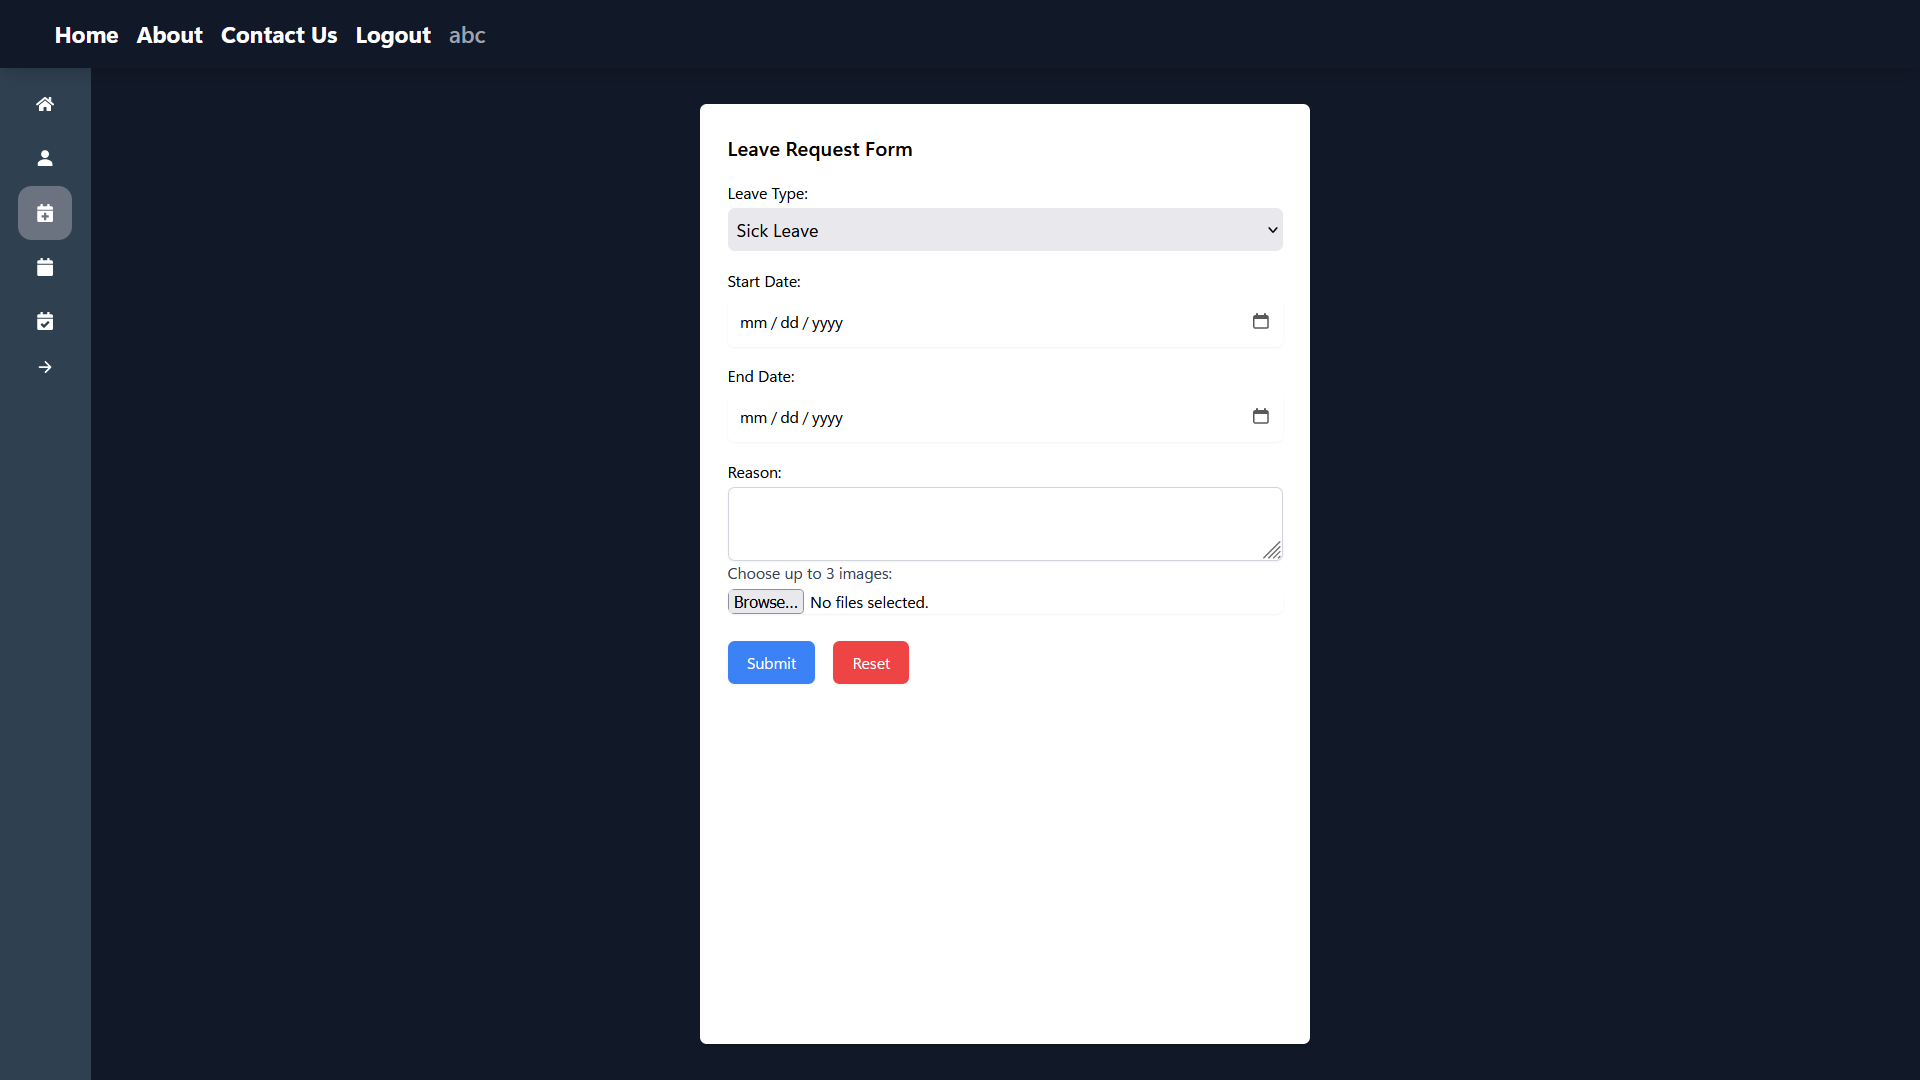 Home About Contact Us Logout abc
Leave Request Form
Leave Type:
Sick Leave
Start Date:
mm / dd / yyyy
End Date:
mm / dd / yyyy
Reason:
Choose up to 3 images:
Browse... No files selected.
Submit Reset